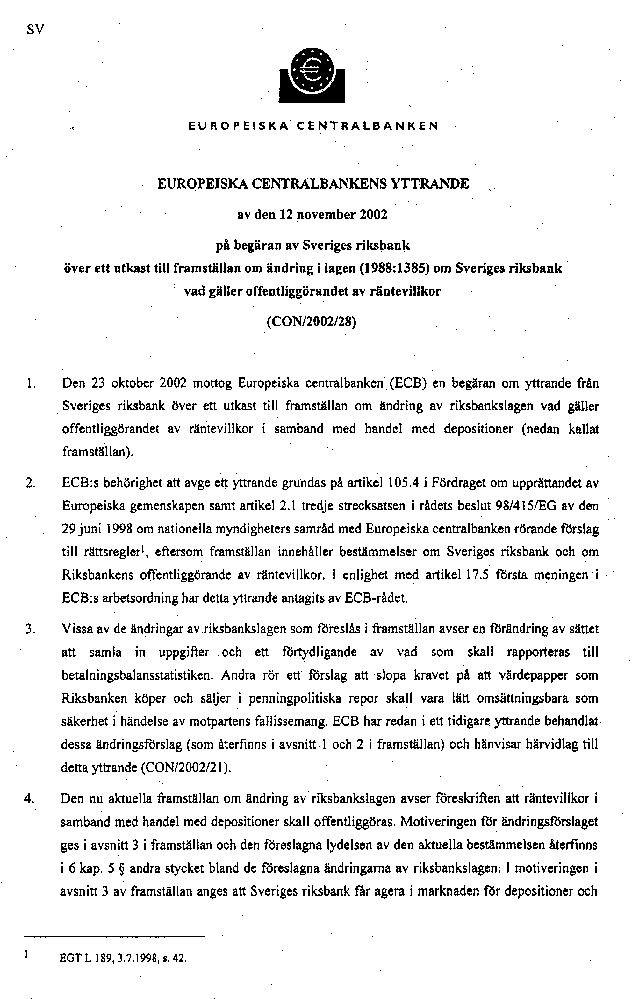 SV
EUROPEISKA CENTRALBANKEN
EUROPEISKA CENTRALBANKENS YTTRANDE
av den 12 november 2002
på begäran av Sveriges riksbank
över ett utkast till framställan om ändring i lagen (1988:1385) om Sveriges riksbank
vad gäller offentliggörandet av räntevillkor
(CON/2002/28)
1. Den 23 oktober 2002 mottog Europeiska centralbanken (ECB) en begäran om yttrande från
Sveriges riksbank över ett utkast till framställan om ändring av riksbankslagen vad gäller
offentliggörandet av räntevillkor i samband med handel med depositioner (nedan kallat
framställan).
2. ECB:s behörighet att avge ett yttrande grundas på artikel 105.4 i Fördraget om upprättandet av
Europeiska gemenskapen samt artikel 2.1 tredje strecksatsen i rådets beslut 98/415/EG av den
29 juni 1998 om nationella myndigheters samråd med Europeiska centralbanken rörande förslag
till rättsregler¹, eftersom framställan innehåller bestämmelser om Sveriges riksbank och om
Riksbankens offentliggörande av räntevillkor. I enlighet med artikel 17.5 första meningen i
ECB:s arbetsordning har detta yttrande antagits av ECB-rådet.
3. Vissa av de ändringar av riksbankslagen som föreslås i framställan avser en förändring av sättet
att samla in uppgifter och ett förtydligande av vad som skall rapporteras till
betalningsbalansstatistiken. Andra rör ett förslag att slopa kravet på att värdepapper som
Riksbanken köper och säljer i penningpolitiska repor skall vara lätt omsättningsbara som
säkerhet i händelse av motpartens fallissemang. ECB har redan i ett tidigare yttrande behandlat
dessa ändringsförslag (som återfinns i avsnitt 1 och 2 i framställan) och hänvisar härvidlag till
detta yttrande (CON/2002/21).
4. Den nu aktuella framställan om ändring av riksbankslagen avser föreskriften att räntevillkor i
samband med handel med depositioner skall offentliggöras. Motiveringen för ändringsförslaget
ges i avsnitt 3 i framställan och den föreslagna lydelsen av den aktuella bestämmelsen återfinns
i 6 kap. 5 § andra stycket bland de föreslagna ändringarna av riksbankslagen. I motiveringen i
avsnitt 3 av framställan anges att Sveriges riksbank får agera i marknaden för depositioner och
1 EGT L 189, 3.7.1998, s. 42.